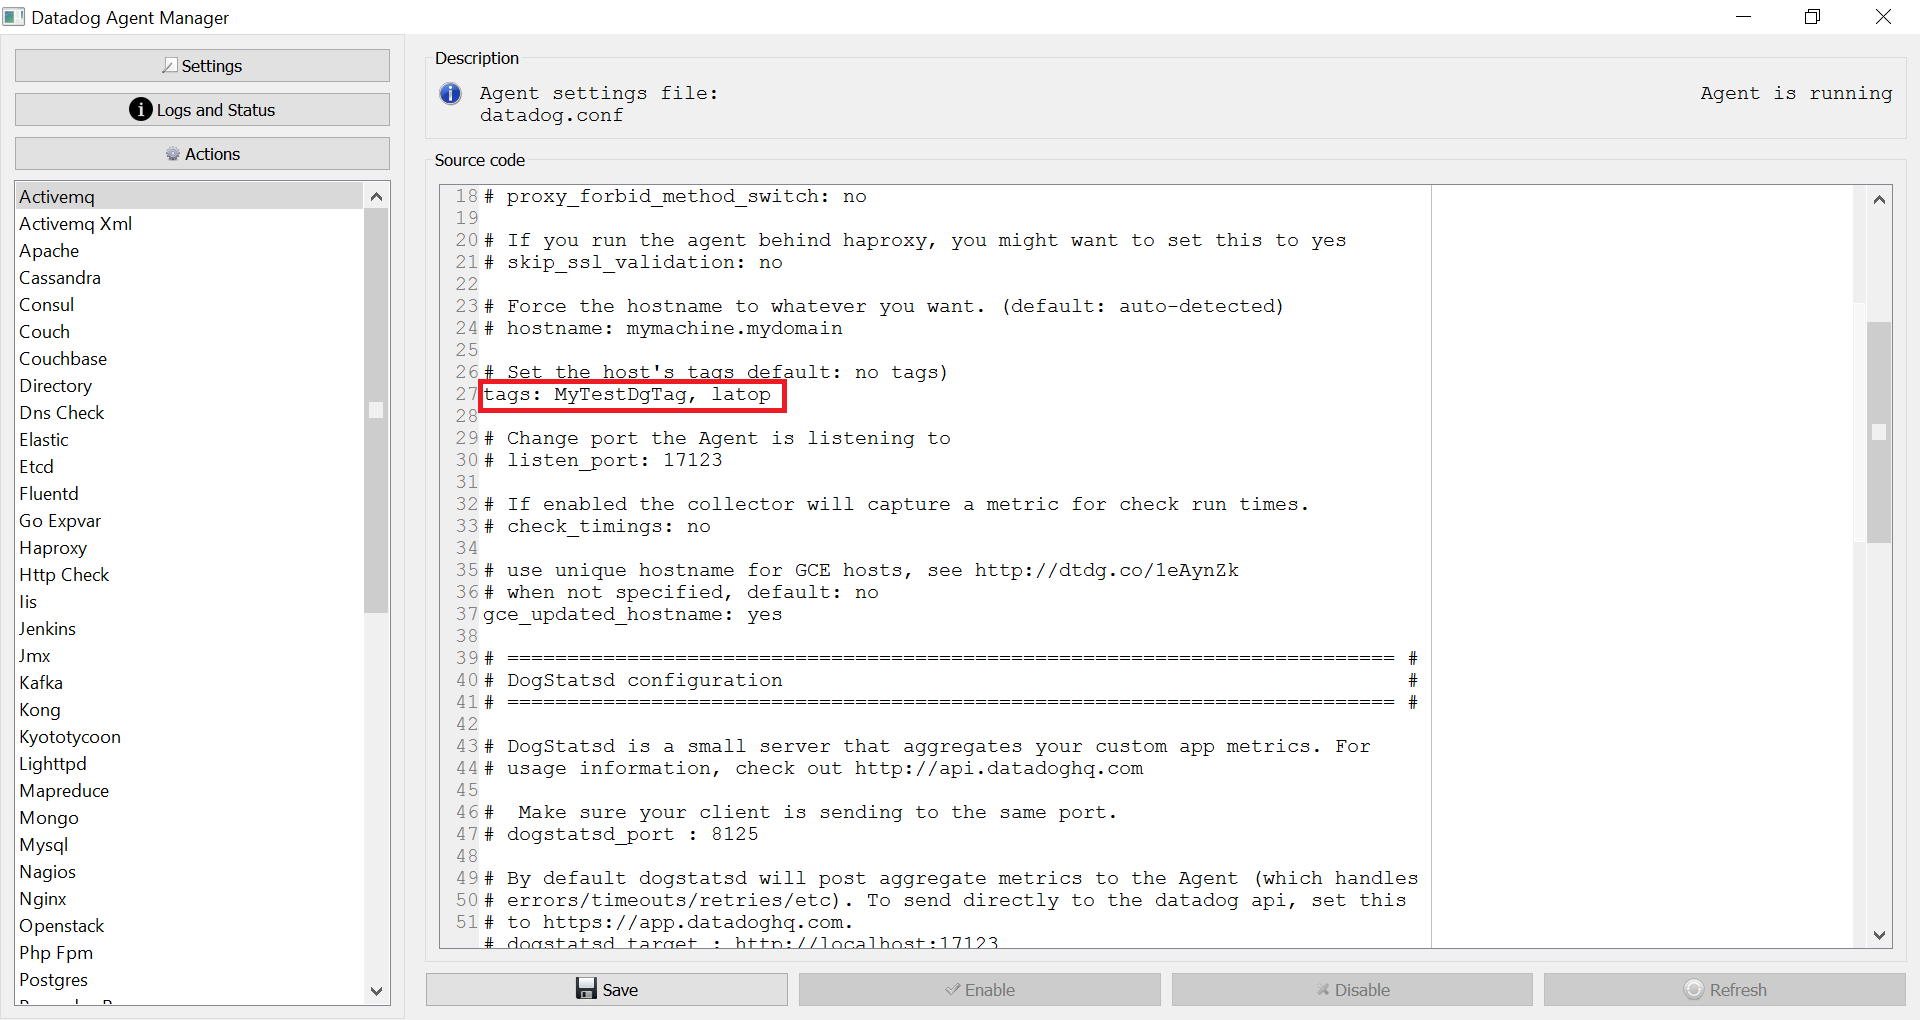 Datadog Agent Manager
Settings
Logs and Status
Actions
Activemq
Activemq Xml
Apache
Cassandra
Consul
Couch
Couchbase
Directory
Dns Check
Elastic
Etcd
Fluentd
Go Expvar
Haproxy
Http Check
Iis
Jenkins
Jmx
Kafka
Kong
Kyototycoon
Lighttpd
Mapreduce
Mongo
Mysql
Nagios
Nginx
Openstack
Php Fpm
Postgres
Description
Agent settings file:
datadog.conf
Agent is running
Source code
18 # proxy_forbid_method_switch: no
19
20 # If you run the agent behind haproxy, you might want to set this to yes
21 # skip_ssl_validation: no
22
23 # Force the hostname to whatever you want. (default: auto-detected)
24 # hostname: mymachine.mydomain
25
26 # Set the host's tags default: no tags)
27 tags: MyTestDgTag, latop
28
29 # Change port the Agent is listening to
30 # listen_port: 17123
31
32 # If enabled the collector will capture a metric for check run times.
33 # check_timings: no
34
35 # use unique hostname for GCE hosts, see http://dtdg.co/1eAynZk
36 # when not specified, default: no
37 gce_updated_hostname: yes
38
39 # ========================================================================== #
40 # DogStatsd configuration #
41 # ========================================================================== #
42
43 # DogStatsd is a small server that aggregates your custom app metrics. For
44 # usage information, check out http://api.datadoghq.com
45
46 #  Make sure your client is sending to the same port.
47 # dogstatsd_port : 8125
48
49 # By default dogstatsd will post aggregate metrics to the Agent (which handles
50 # errors/timeouts/retries/etc). To send directly to the datadog api, set this
51 # to https://app.datadoghq.com.
# dogstatsd_target : http://localhost:17123
Save
Enable
Disable
Refresh